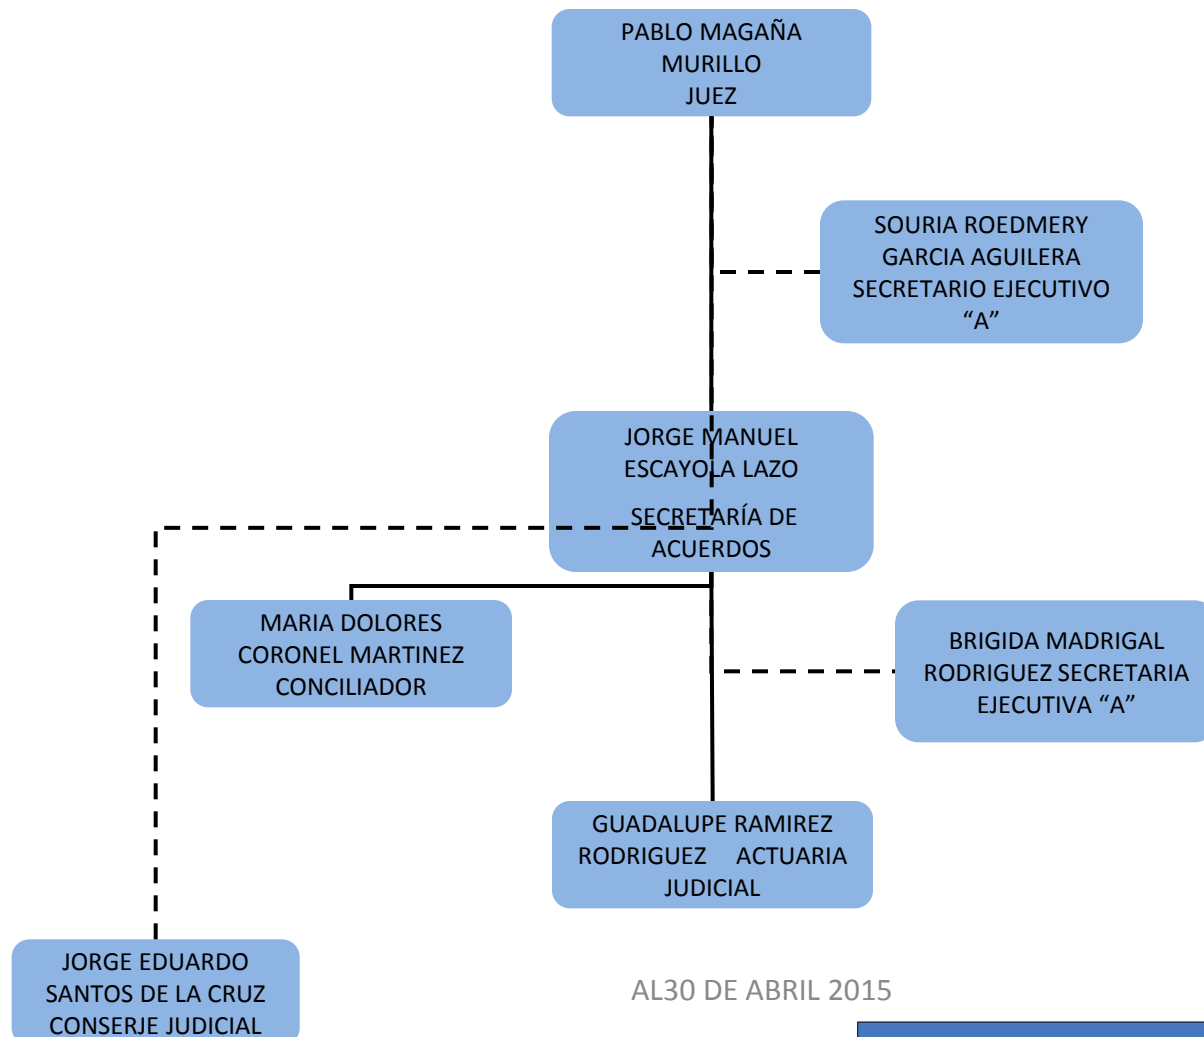 PABLO MAGAÑA
MURILLO
JUEZ
SOURIA ROEDMERY
GARCIA AGUILERA
SECRETARIO EJECUTIVO
“A”
JORGE MANUEL
ESCAYOLA LAZO
SECRETARÍA DE
ACUERDOS
MARIA DOLORES
CORONEL MARTINEZ
CONCILIADOR
BRIGIDA MADRIGAL
RODRIGUEZ SECRETARIA
EJECUTIVA “A”
GUADALUPE RAMIREZ
RODRIGUEZ ACTUARIA
JUDICIAL
JORGE EDUARDO
SANTOS DE LA CRUZ
CONSERJE JUDICIAL
AL30 DE ABRIL 2015